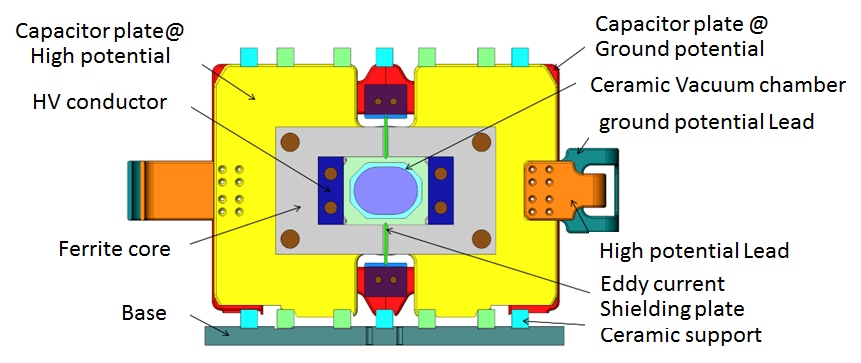 Capacitor plate@
High potential
HV conductor
Ferrite core
Base
Capacitor plate @
Ground potential
Ceramic Vacuum chamber
ground potential Lead
High potential Lead
Eddy current
Shielding plate
Ceramic support